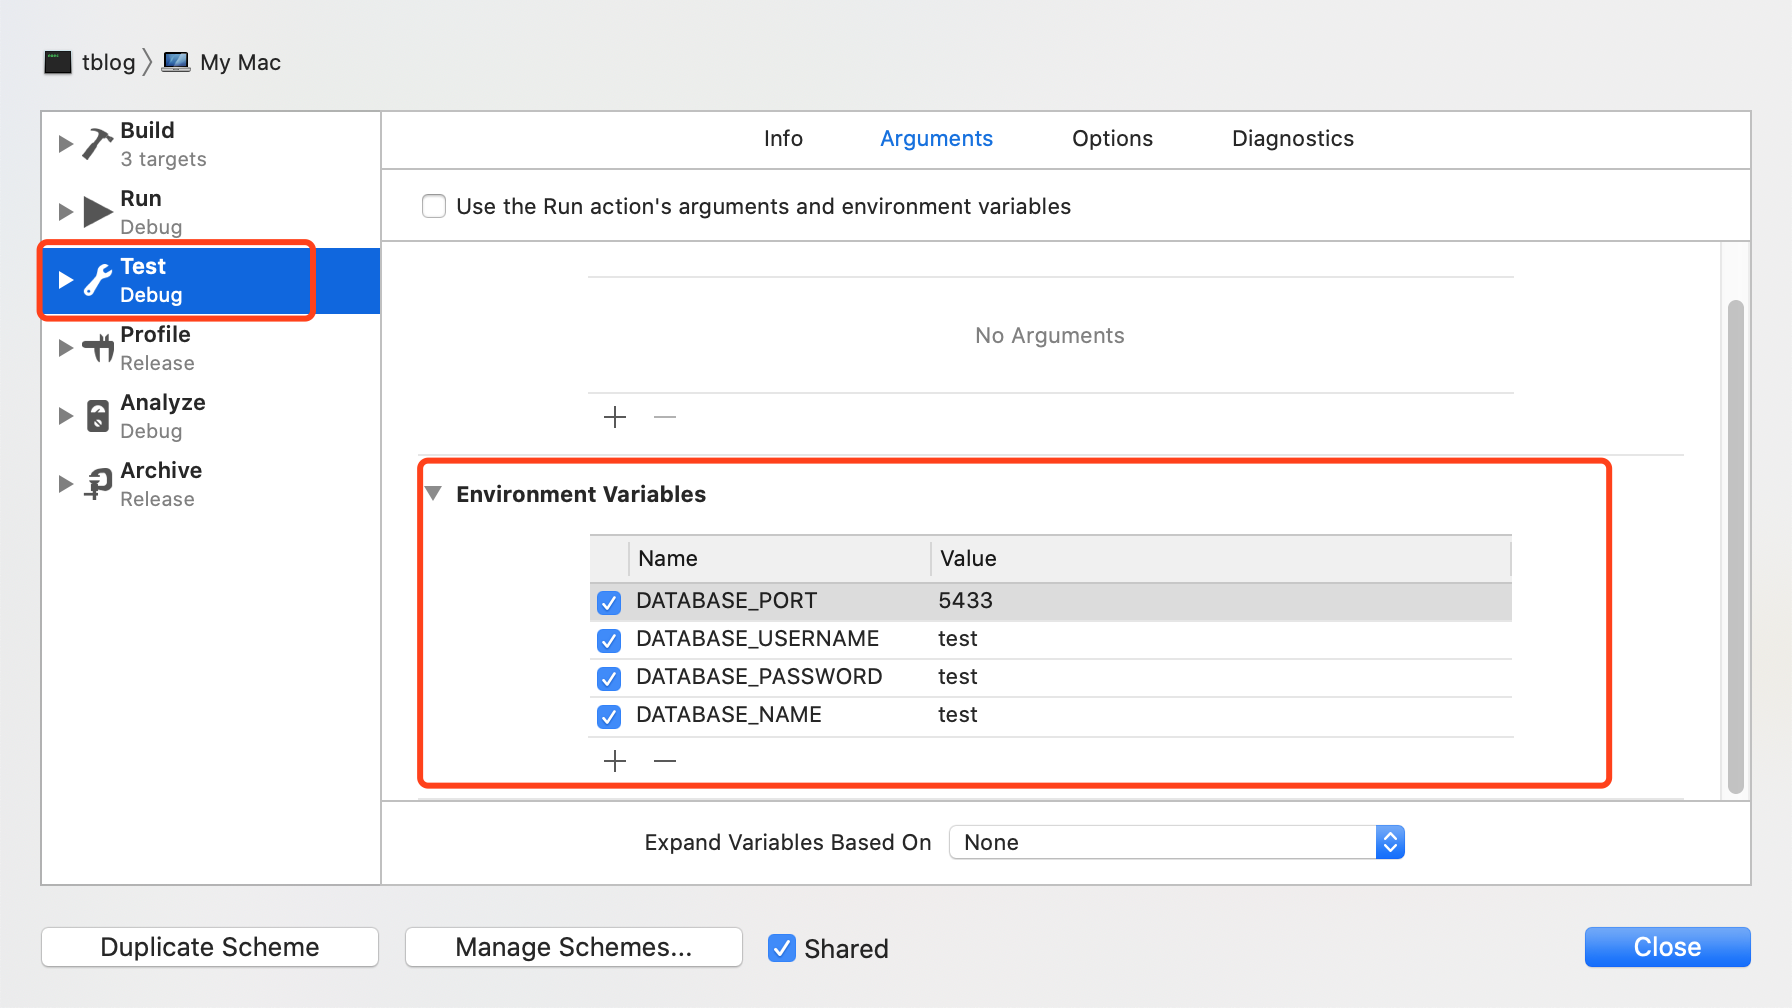 tblog My Mac
Build
3 targets
Run
Debug
Test
Debug
Profile
Release
Analyze
Debug
Archive
Release
Info Arguments Options Diagnostics
Use the Run action's arguments and environment variables
No Arguments
Environment Variables
Name Value
DATABASE_PORT 5433
DATABASE_USERNAME test
DATABASE_PASSWORD test
DATABASE_NAME test
Expand Variables Based On None
Duplicate Scheme Manage Schemes... Shared Close